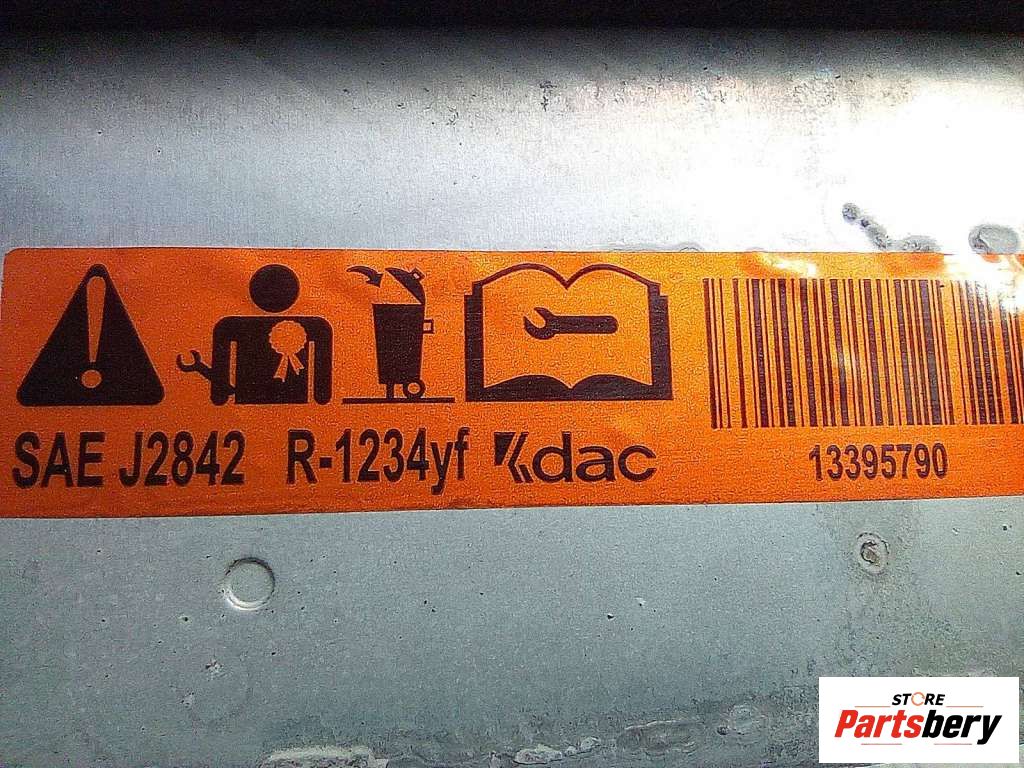 SAE J2842 R-1234yf dac
13395790
STORE
Partsbery